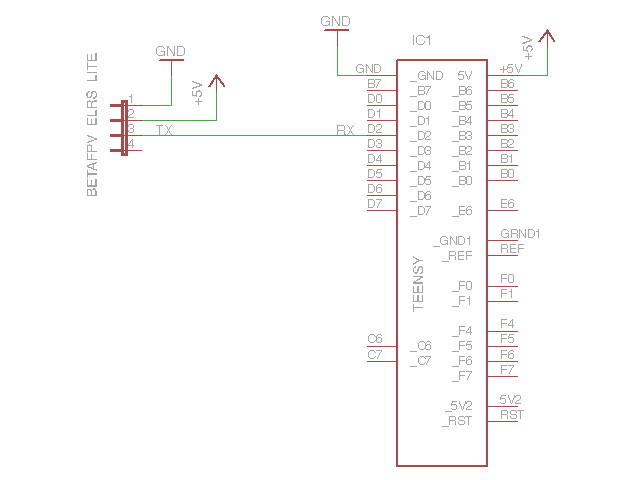 GND
IC1
+5V
GND
+5V
BETAFPV ELRS LITE
1
2
3
4
TX
RX
GND
B7
D0
D1
D2
D3
D4
D5
D6
D7
C6
C7
_GND
_B7
_D0
_D1
_D2
_D3
_D4
_D5
_D6
_D7
_C6
_C7
TEENSY
5V
_B6
_B5
_B4
_B3
_B2
_B1
_B0
_E6
_GND1
_REF
_F0
_F1
_F4
_F5
_F6
_F7
_5V2
_RST
+5V
B6
B5
B4
B3
B2
B1
B0
E6
GRND1
REF
F0
F1
F4
F5
F6
F7
5V2
RST